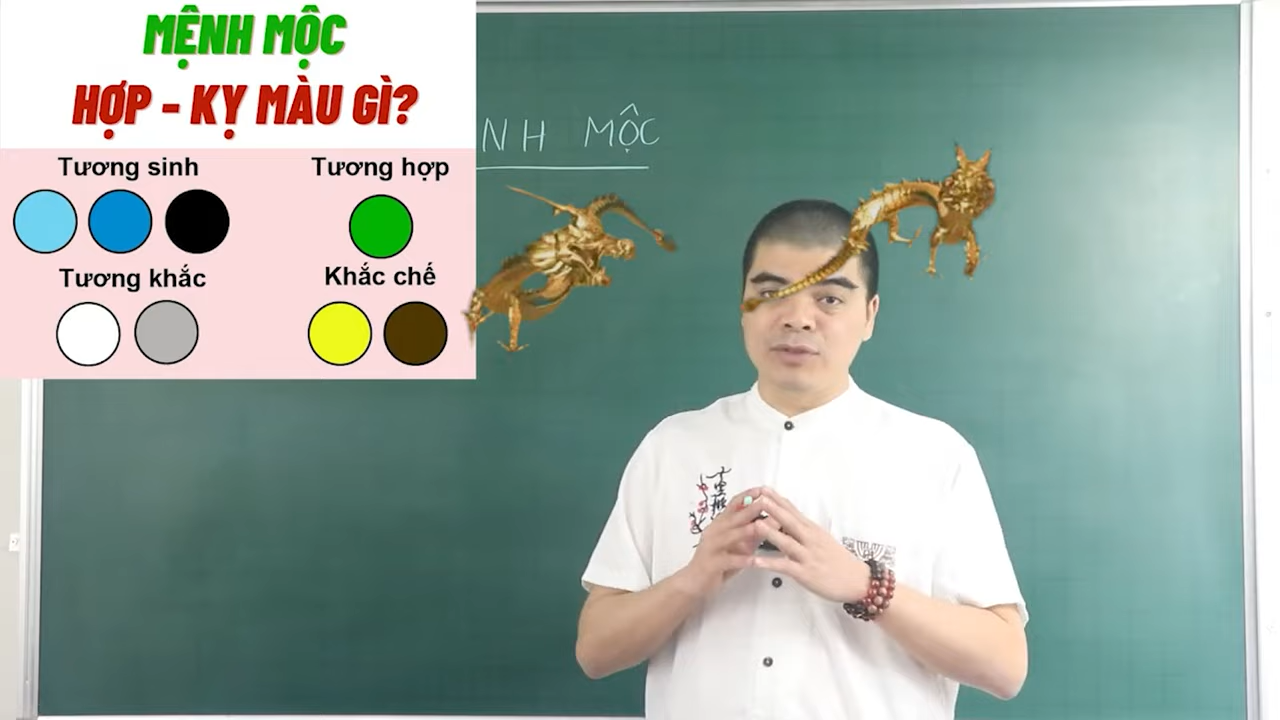 MỆNH MỘC
HỢP - KỴ MÀU GÌ?
Tương sinh
Tương hợp
Tương khắc
Khắc chế
NH MỘC